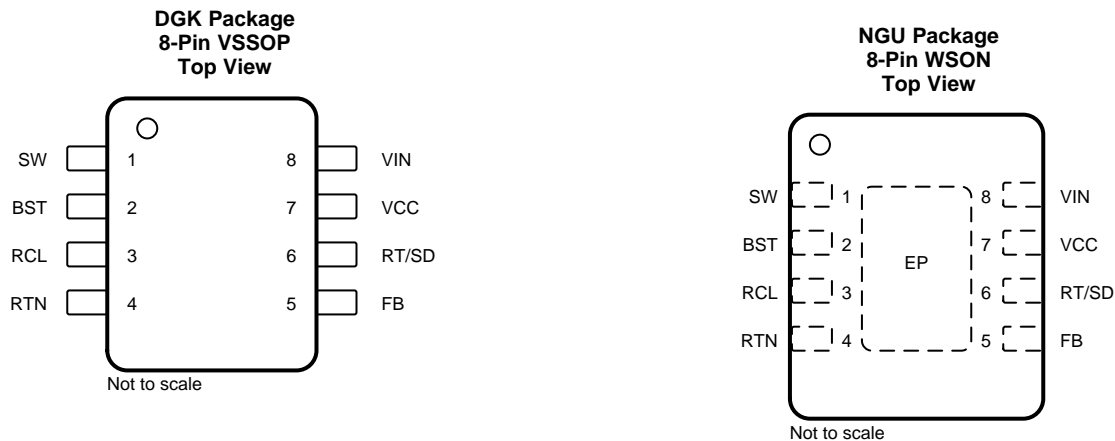 DGK Package
8-Pin VSSOP
Top View
SW 1 8 VIN
BST 2 7 VCC
RCL 3 6 RT/SD
RTN 4 5 FB
Not to scale
NGU Package
8-Pin WSON
Top View
SW 1 8 VIN
BST 2 7 VCC
EP
RCL 3 6 RT/SD
RTN 4 5 FB
Not to scale